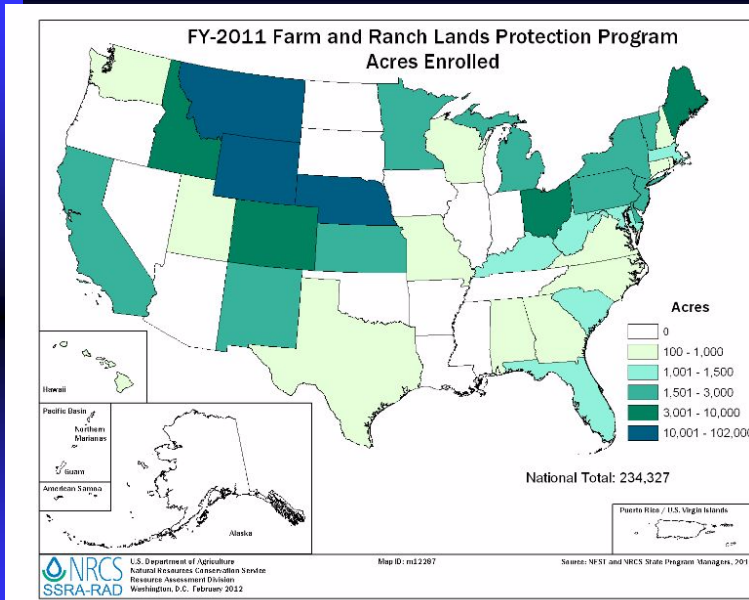 FY-2011 Farm and Ranch Lands Protection Program
Acres Enrolled
Acres
0
100 - 1,000
1,001 - 1,500
1,501 - 3,000
3,001 - 10,000
10,001 - 102,000
National Total: 234,327
Hawaii
Pacific Basin
Northern
Marianas
Guam
American Samoa
Alaska
Puerto Rico / U.S. Virgin Islands
NRCS
SSRA-RAD
U.S. Department of Agriculture
Natural Resources Conservation Service
Resource Assessment Division
Washington, D.C. February 2012
Map ID: m12207
Source: NEST and NRCS State Program Managers, 201